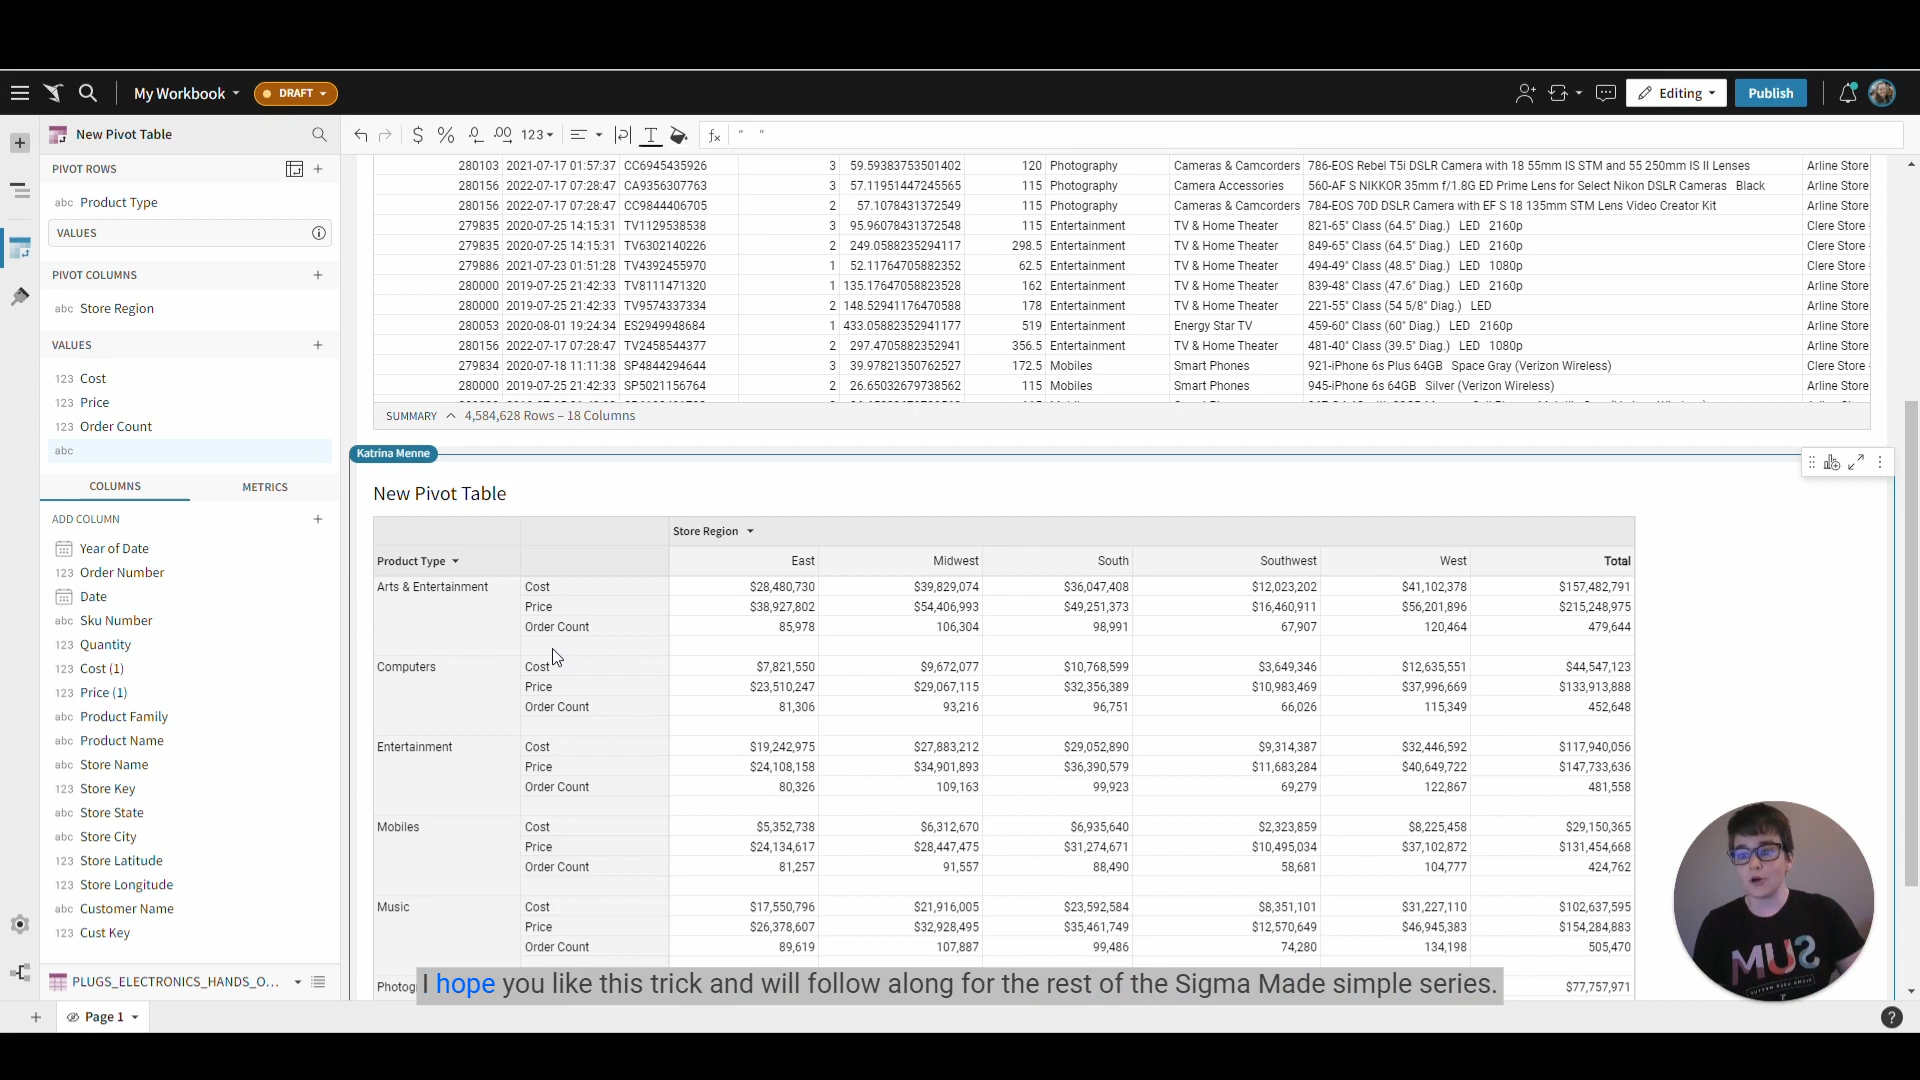 My Workbook
DRAFT
Editing
Publish
New Pivot Table
$ % .0 .00 123
fx " "
PIVOT ROWS
abc Product Type
VALUES
PIVOT COLUMNS
abc Store Region
VALUES
123 Cost
123 Price
123 Order Count
abc
COLUMNS METRICS
ADD COLUMN
Year of Date
123 Order Number
Date
abc Sku Number
123 Quantity
123 Cost (1)
123 Price (1)
abc Product Family
abc Product Name
abc Store Name
123 Store Key
abc Store State
abc Store City
123 Store Latitude
123 Store Longitude
abc Customer Name
123 Cust Key
PLUGS_ELECTRONICS_HANDS_O...
280103 2021-07-17 01:57:37 CC6945435926 3 59.59383753501402 120 Photography Cameras & Camcorders 786-EOS Rebel T5i DSLR Camera with 18 55mm IS STM and 55 250mm IS II Lenses Arline Store
280156 2022-07-17 07:28:47 CA9356307763 3 57.11951447245565 115 Photography Camera Accessories 560-AF S NIKKOR 35mm f/1.8G ED Prime Lens for Select Nikon DSLR Cameras Black Arline Store
280156 2022-07-17 07:28:47 CC9844406705 2 57.1078431372549 115 Photography Cameras & Camcorders 784-EOS 70D DSLR Camera with EF S 18 135mm STM Lens Video Creator Kit Arline Store
279835 2020-07-25 14:15:31 TV1129538538 3 95.96078431372548 115 Entertainment TV & Home Theater 821-65" Class (64.5" Diag.) LED 2160p Clere Store
279835 2020-07-25 14:15:31 TV6302140226 2 249.0588235294117 298.5 Entertainment TV & Home Theater 849-65" Class (64.5" Diag.) LED 2160p Clere Store
279886 2021-07-23 01:51:28 TV4392455970 1 52.11764705882352 62.5 Entertainment TV & Home Theater 494-49" Class (48.5" Diag.) LED 1080p Clere Store
280000 2019-07-25 21:42:33 TV8111471320 1 135.17647058823528 162 Entertainment TV & Home Theater 839-48" Class (47.6" Diag.) LED 2160p Arline Store
280000 2019-07-25 21:42:33 TV9574337334 2 148.52941176470588 178 Entertainment TV & Home Theater 221-55" Class (54 5/8" Diag.) LED Arline Store
280053 2020-08-01 19:24:34 ES2949948684 1 433.05882352941177 519 Entertainment Energy Star TV 459-60" Class (60" Diag.) LED 2160p Arline Store
280156 2022-07-17 07:28:47 TV2458544377 2 297.4705882352941 356.5 Entertainment TV & Home Theater 481-40" Class (39.5" Diag.) LED 1080p Arline Store
279834 2020-07-18 11:11:38 SP4844294644 3 39.97821350762527 172.5 Mobiles Smart Phones 921-iPhone 6s Plus 64GB Space Gray (Verizon Wireless) Clere Store
280000 2019-07-25 21:42:33 SP5021156764 2 26.65032679738562 115 Mobiles Smart Phones 945-iPhone 6s 64GB Silver (Verizon Wireless) Arline Store
SUMMARY 4,584,628 Rows – 18 Columns
Katrina Menne
New Pivot Table
Store Region
Product Type East Midwest South Southwest West Total
Arts & Entertainment Cost $28,480,730 $39,829,074 $36,047,408 $12,023,202 $41,102,378 $157,482,791
Price $38,927,802 $54,406,993 $49,251,373 $16,460,911 $56,201,896 $215,248,975
Order Count 85,978 106,304 98,991 67,907 120,464 479,644
Computers Cost $7,821,550 $9,672,077 $10,768,599 $3,649,346 $12,635,551 $44,547,123
Price $23,510,247 $29,067,115 $32,356,389 $10,983,469 $37,996,669 $133,913,888
Order Count 81,306 93,216 96,751 66,026 115,349 452,648
Entertainment Cost $19,242,975 $27,883,212 $29,052,890 $9,314,387 $32,446,592 $117,940,056
Price $24,108,158 $34,901,893 $36,390,579 $11,683,284 $40,649,722 $147,733,636
Order Count 80,326 109,163 99,923 69,279 122,867 481,558
Mobiles Cost $5,352,738 $6,312,670 $6,935,640 $2,323,859 $8,225,458 $29,150,365
Price $24,134,617 $28,447,475 $31,274,671 $10,495,034 $37,102,872 $131,454,668
Order Count 81,257 91,557 88,490 58,681 104,777 424,762
Music Cost $17,550,796 $21,916,005 $23,592,584 $8,351,101 $31,227,110 $102,637,595
Price $26,378,607 $32,928,495 $35,461,749 $12,570,649 $46,945,383 $154,284,883
Order Count 89,619 107,887 99,486 74,280 134,198 505,470
Photog $77,757,971
I hope you like this trick and will follow along for the rest of the Sigma Made simple series.
SUM
Page 1